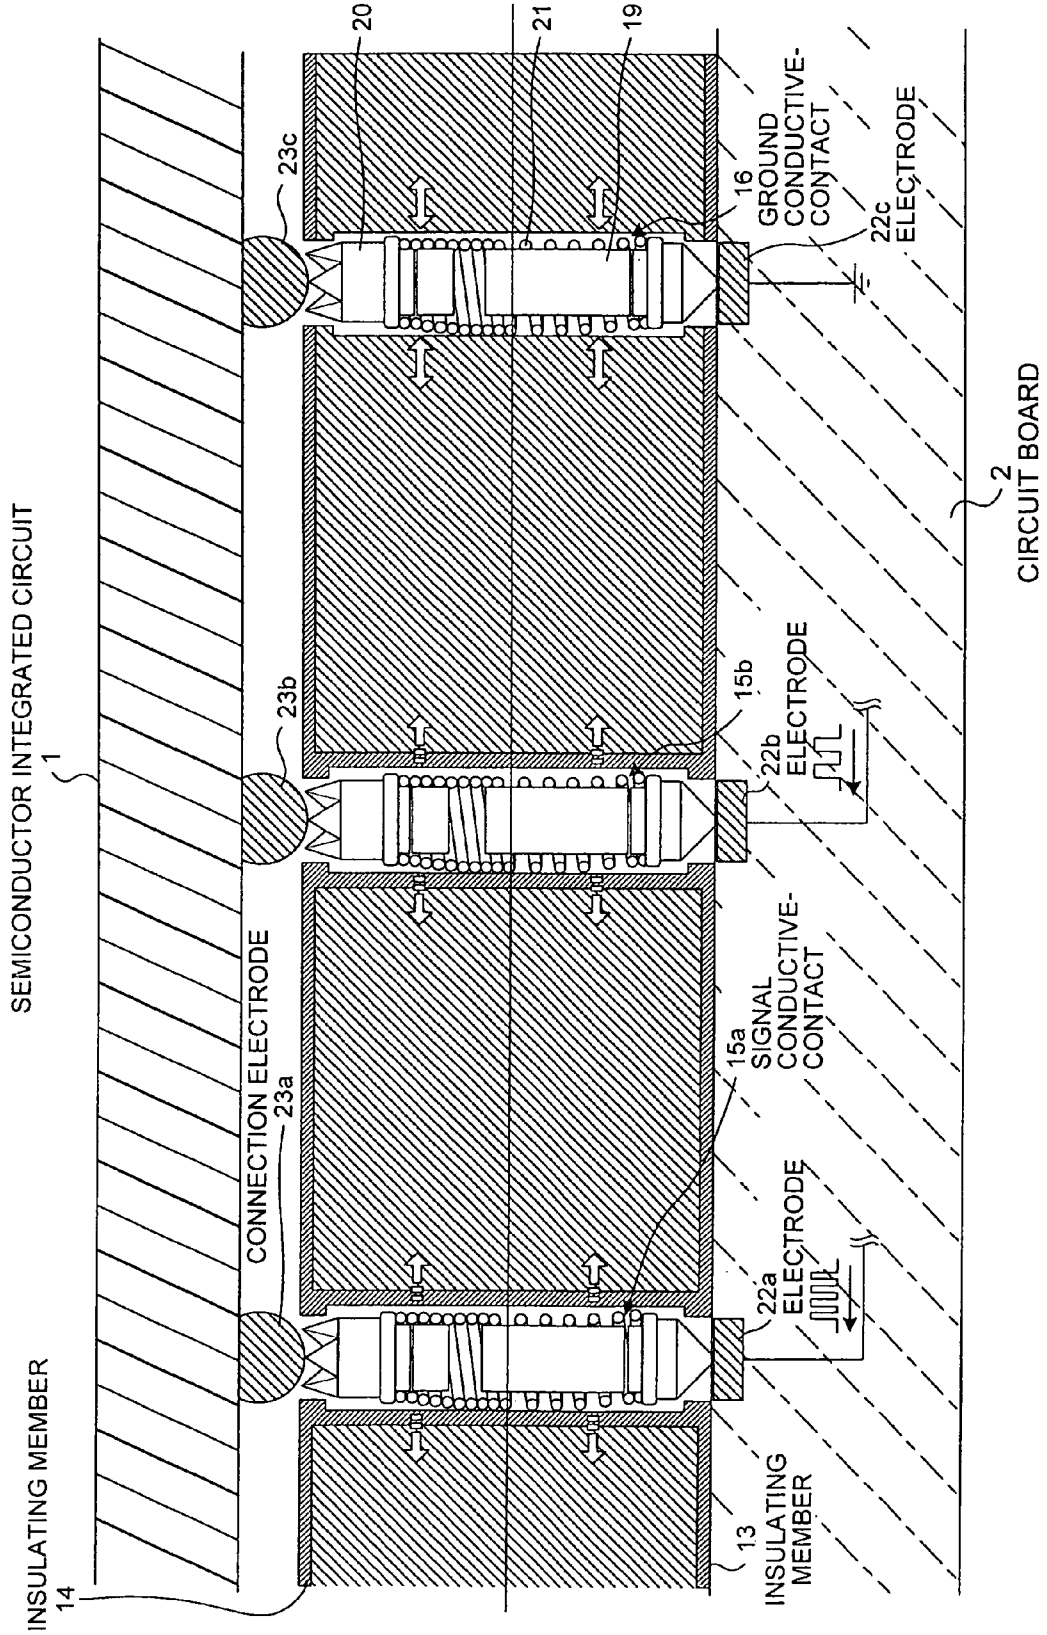 SEMICONDUCTOR INTEGRATED CIRCUIT
1
INSULATING MEMBER
14
CONNECTION ELECTRODE
23a
23b
23c
20
21
19
15a
SIGNAL
CONDUCTIVE-
CONTACT
15b
16
GROUND
CONDUCTIVE-
CONTACT
22a
ELECTRODE
22b
ELECTRODE
22c
ELECTRODE
13
INSULATING
MEMBER
2
CIRCUIT BOARD